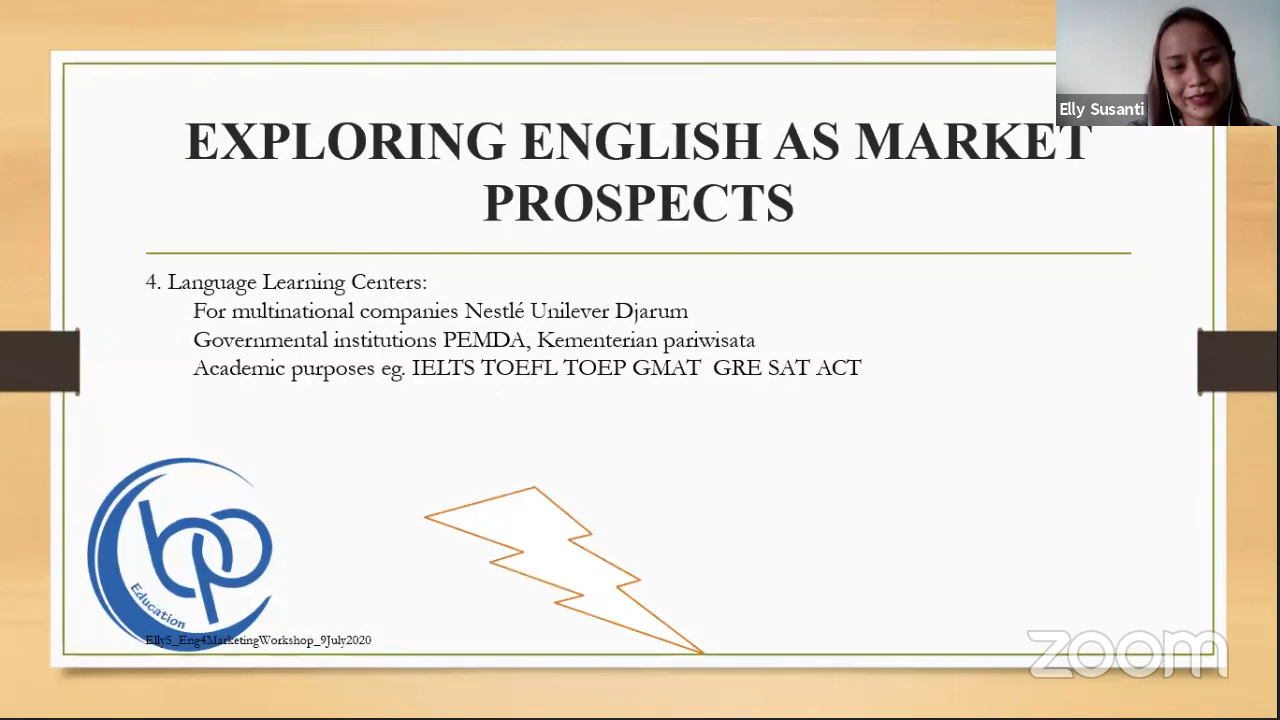 Elly Susanti
EXPLORING ENGLISH AS MARKET
PROSPECTS
4. Language Learning Centers:
For multinational companies Nestlé Unilever Djarum
Governmental institutions PEMDA, Kementerian pariwisata
Academic purposes eg. IELTS TOEFL TOEP GMAT GRE SAT ACT
bp
Education
EllyS_Eng4MarketingWorkshop_9July2020
zoom